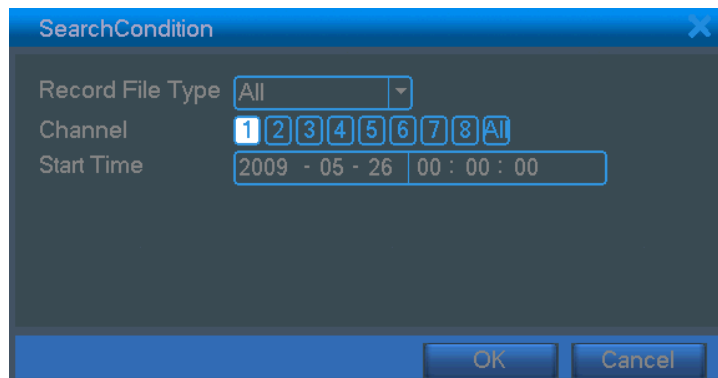 SearchCondition
Record File Type All
Channel 1 2 3 4 5 6 7 8 All
Start Time 2009 - 05 - 26 00 : 00 : 00
OK Cancel